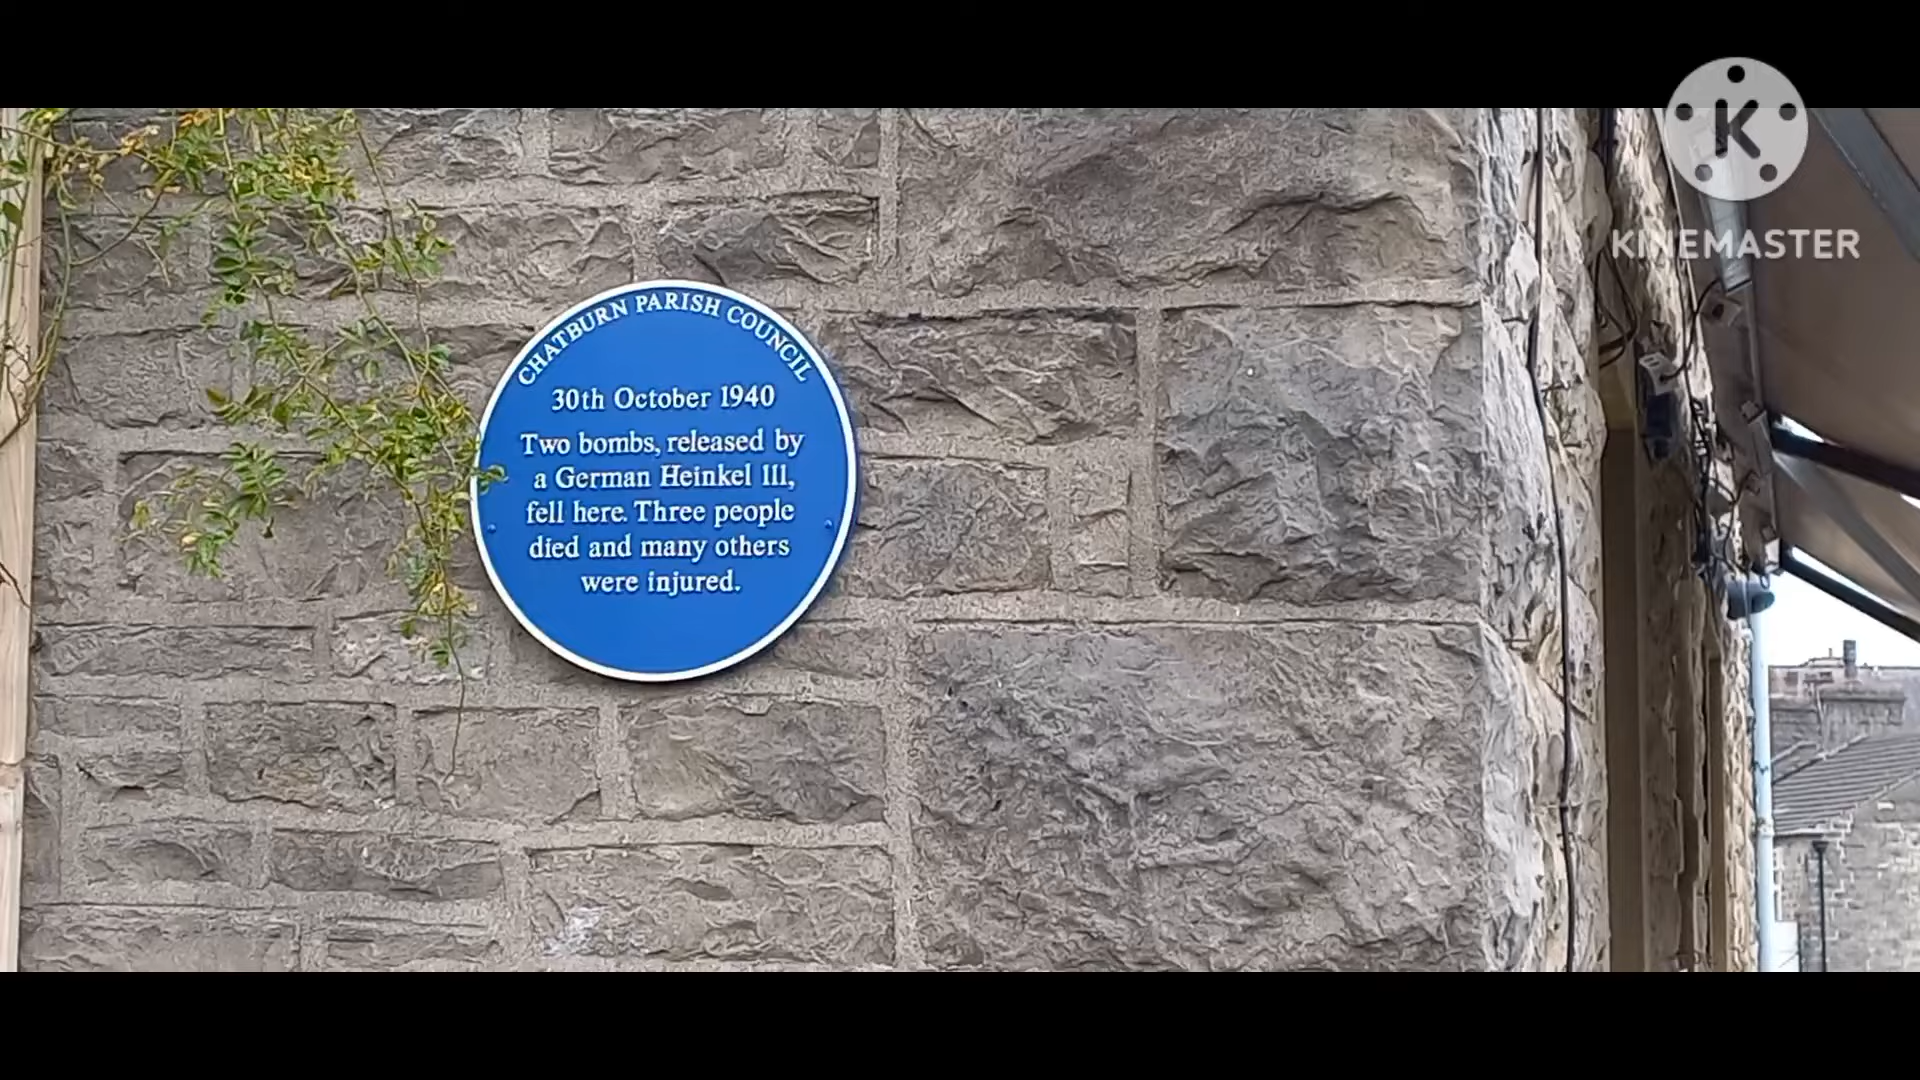 CHATBURN PARISH COUNCIL
30th October 1940
Two bombs, released by
a German Heinkel 111,
fell here. Three people
died and many others
were injured.
K
KINEMASTER